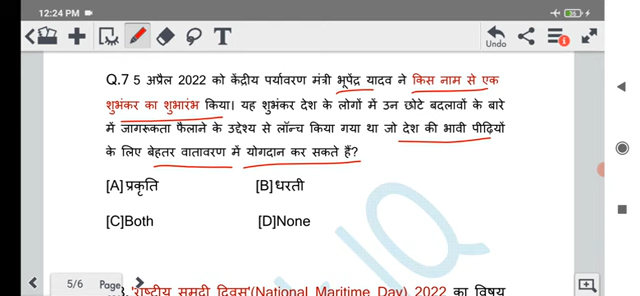 12:24 PM
36
T
Undo
Q.7 5 अप्रैल 2022 को केंद्रीय पर्यावरण मंत्री भूपेंद्र यादव ने किस नाम से एक
शुभंकर का शुभारंभ किया। यह शुभंकर देश के लोगों में उन छोटे बदलावों के बारे
में जागरूकता फैलाने के उद्देश्य से लॉन्च किया गया था जो देश की भावी पीढ़ियों
के लिए बेहतर वातावरण में योगदान कर सकते हैं?
[A]प्रकृति [B]धरती
[C]Both [D]None
5/6 Page
'राष्ट्रीय समुद्री दिवस'(National Maritime Day) 2022 का विषय